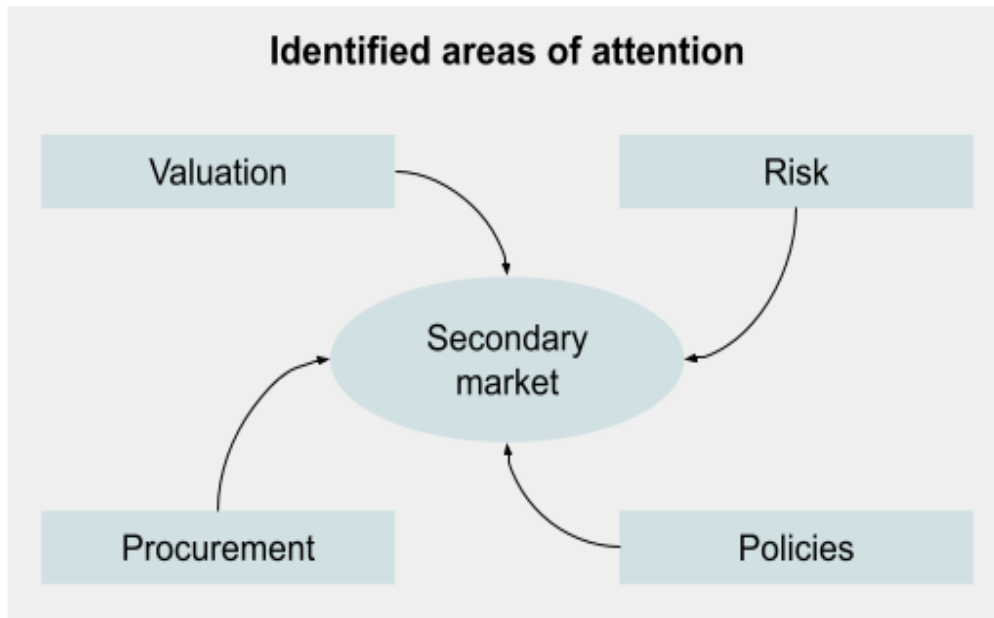 Identified areas of attention
Valuation
Risk
Secondary
market
Procurement
Policies